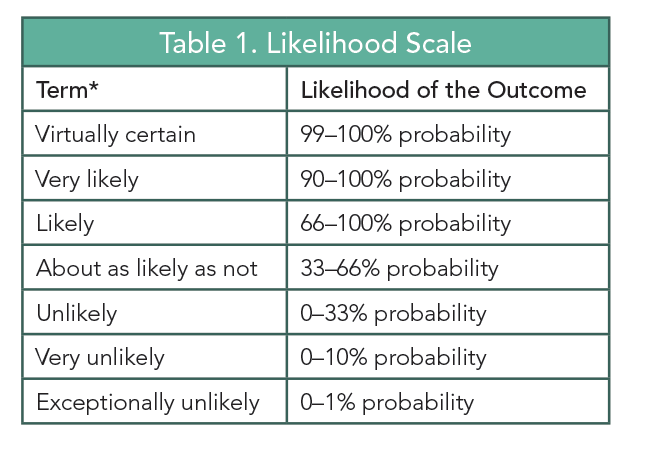 Table 1. Likelihood Scale
Term* Likelihood of the Outcome
Virtually certain 99–100% probability
Very likely 90–100% probability
Likely 66–100% probability
About as likely as not 33–66% probability
Unlikely 0–33% probability
Very unlikely 0–10% probability
Exceptionally unlikely 0–1% probability